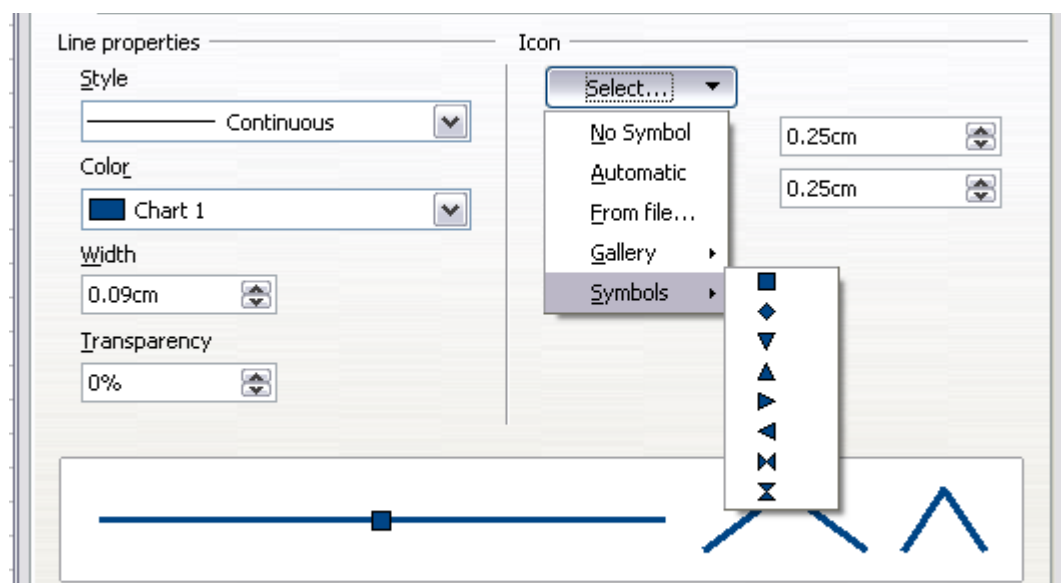 Line properties
Style
Continuous
Color
Chart 1
Width
0.09cm
Transparency
0%
Icon
Select...
No Symbol
Automatic
From file...
Gallery
Symbols
0.25cm
0.25cm